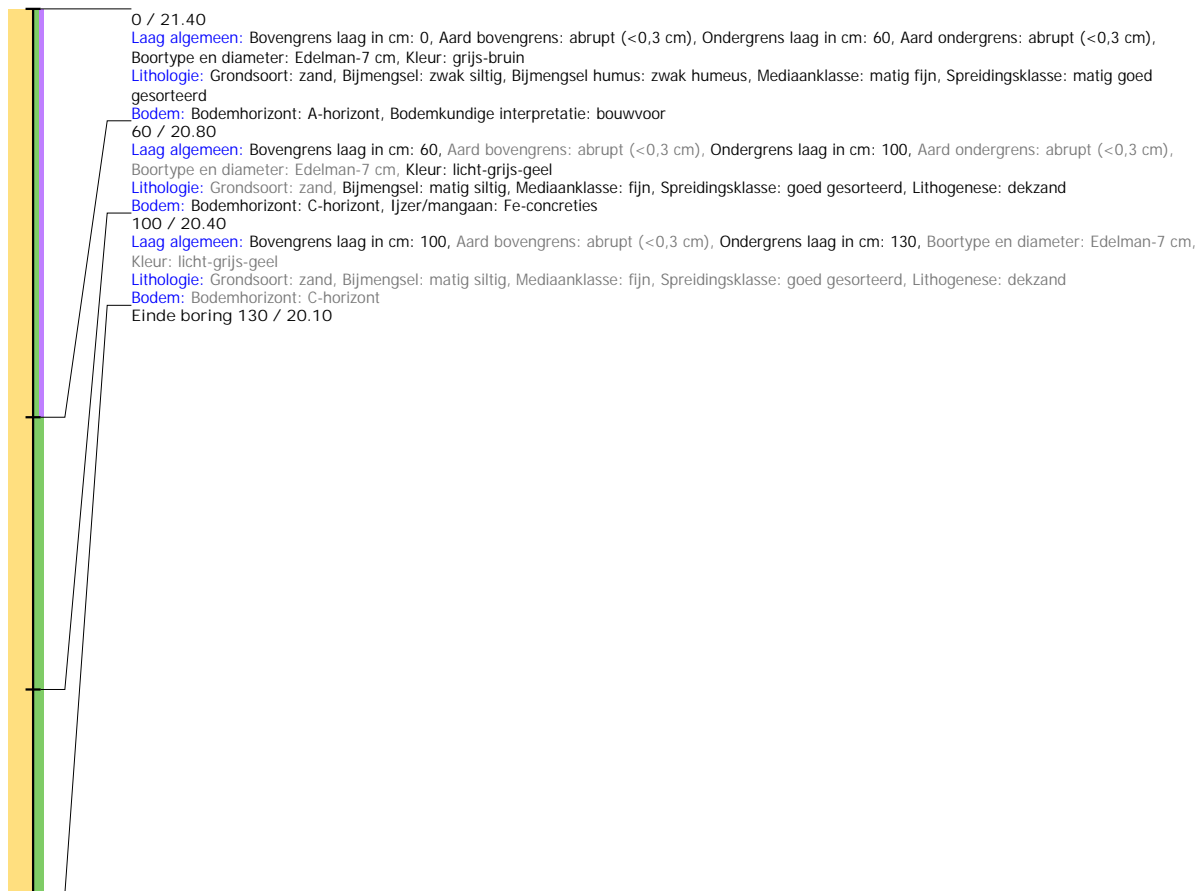 0 / 21.40
Laag algemeen: Bovengrens laag in cm: 0, Aard bovengrens: abrupt (<0,3 cm), Ondergrens laag in cm: 60, Aard ondergrens: abrupt (<0,3 cm),
Boortype en diameter: Edelman-7 cm, Kleur: grijs-bruin
Lithologie: Grondsoort: zand, Bijmengsel: zwak siltig, Bijmengsel humus: zwak humeus, Mediaanklasse: matig fijn, Spreidingsklasse: matig goed
gesorteerd
Bodem: Bodemhorizont: A-horizont, Bodemkundige interpretatie: bouwvoor
60 / 20.80
Laag algemeen: Bovengrens laag in cm: 60, Aard bovengrens: abrupt (<0,3 cm), Ondergrens laag in cm: 100, Aard ondergrens: abrupt (<0,3 cm),
Boortype en diameter: Edelman-7 cm, Kleur: licht-grijs-geel
Lithologie: Grondsoort: zand, Bijmengsel: matig siltig, Mediaanklasse: fijn, Spreidingsklasse: goed gesorteerd, Lithogenese: dekzand
Bodem: Bodemhorizont: C-horizont, Ijzer/mangaan: Fe-concreties
100 / 20.40
Laag algemeen: Bovengrens laag in cm: 100, Aard bovengrens: abrupt (<0,3 cm), Ondergrens laag in cm: 130, Boortype en diameter: Edelman-7 cm,
Kleur: licht-grijs-geel
Lithologie: Grondsoort: zand, Bijmengsel: matig siltig, Mediaanklasse: fijn, Spreidingsklasse: goed gesorteerd, Lithogenese: dekzand
Bodem: Bodemhorizont: C-horizont
Einde boring 130 / 20.10